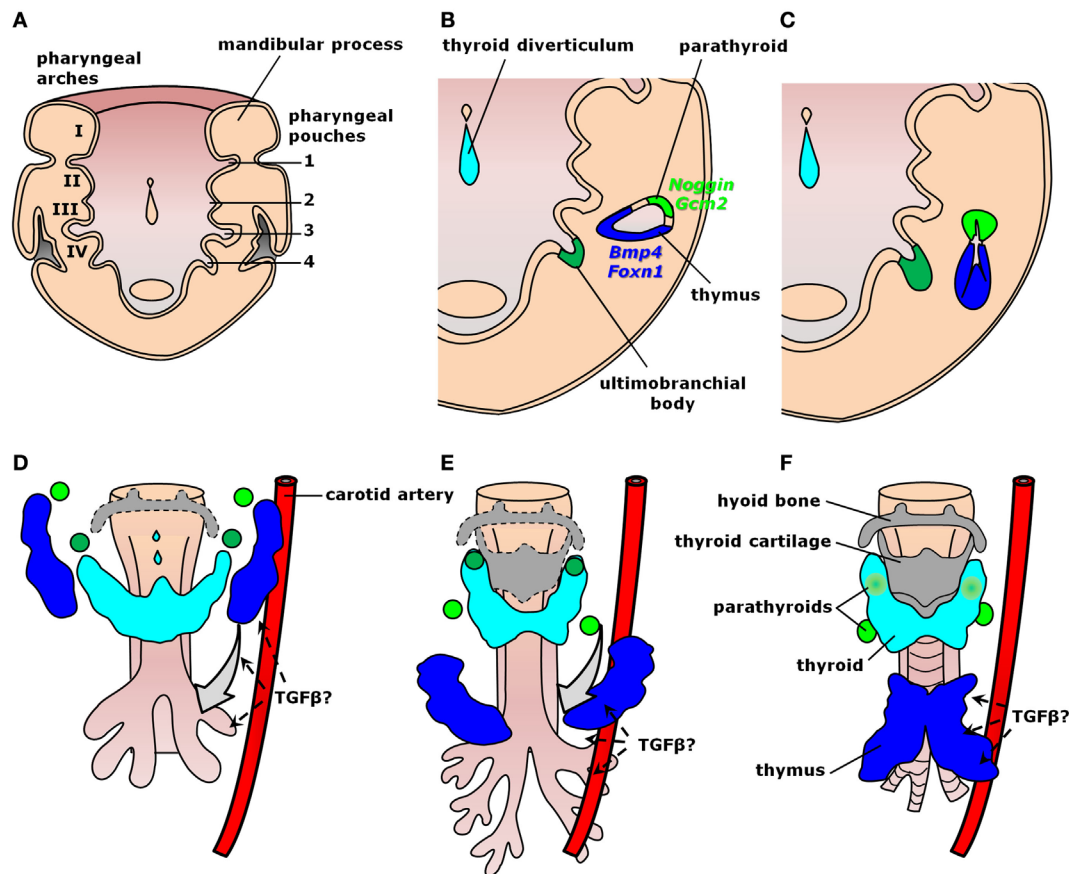 A
mandibular process
pharyngeal
arches
I
II
III
IV
pharyngeal
pouches
1
2
3
4
B
thyroid diverticulum
parathyroid
Noggin
Gcm2
Bmp4
Foxn1
thymus
ultimobranchial
body
C
D
carotid artery
TGFβ?
E
TGFβ?
F
hyoid bone
thyroid cartilage
parathyroids
thyroid
TGFβ?
thymus